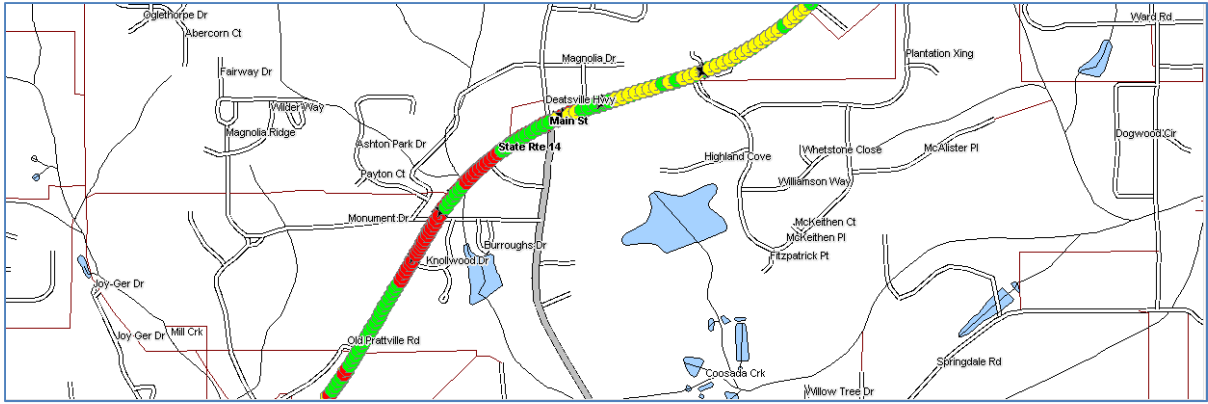 Oglethorpe Dr
Ward Rd
Abercorn Ct
Plantation Xing
Magnolia Dr
Fairway Dr
Deatsville Hwy
Wilder Way
Main St
Magnolia Ridge
Dogwood Cir
Ashton Park Dr
State Rte 14
Whetstone Close
McAlister Pl
Highland Cove
Payton Ct
Williamson Way
Monument Dr
McKeithen Ct
McKeithen Pl
Burroughs Dr
Fitzpatrick Pt
Knollwood Dr
Joy-Ger Dr
Joy-Ger Dr
Mill Crk
Old Prattville Rd
Springdale Rd
Coosada Crk
Willow Tree Dr